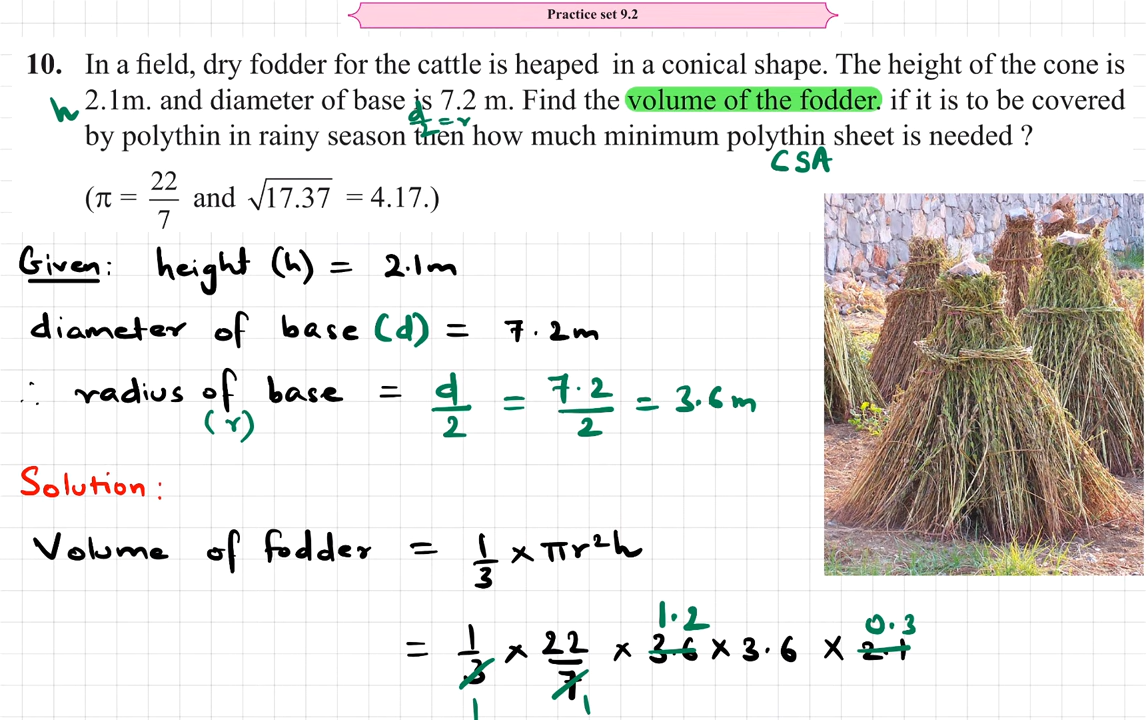 Practice set 9.2
10. In a field, dry fodder for the cattle is heaped in a conical shape. The height of the cone is
h 2.1m. and diameter of base is 7.2 m. Find the volume of the fodder. if it is to be covered
d/2 = r
by polythin in rainy season then how much minimum polythin sheet is needed ?
CSA
(π = 22/7 and √17.37 = 4.17.)
Given: height (h) = 2.1m
diameter of base (d) = 7.2m
∴ radius of base = d/2 = 7.2/2 = 3.6m
(r)
Solution:
Volume of fodder = 1/3 × πr²h
1.2 0.3
= 1/3 × 22/7 × 3.6 × 3.6 × 2.1
1 1